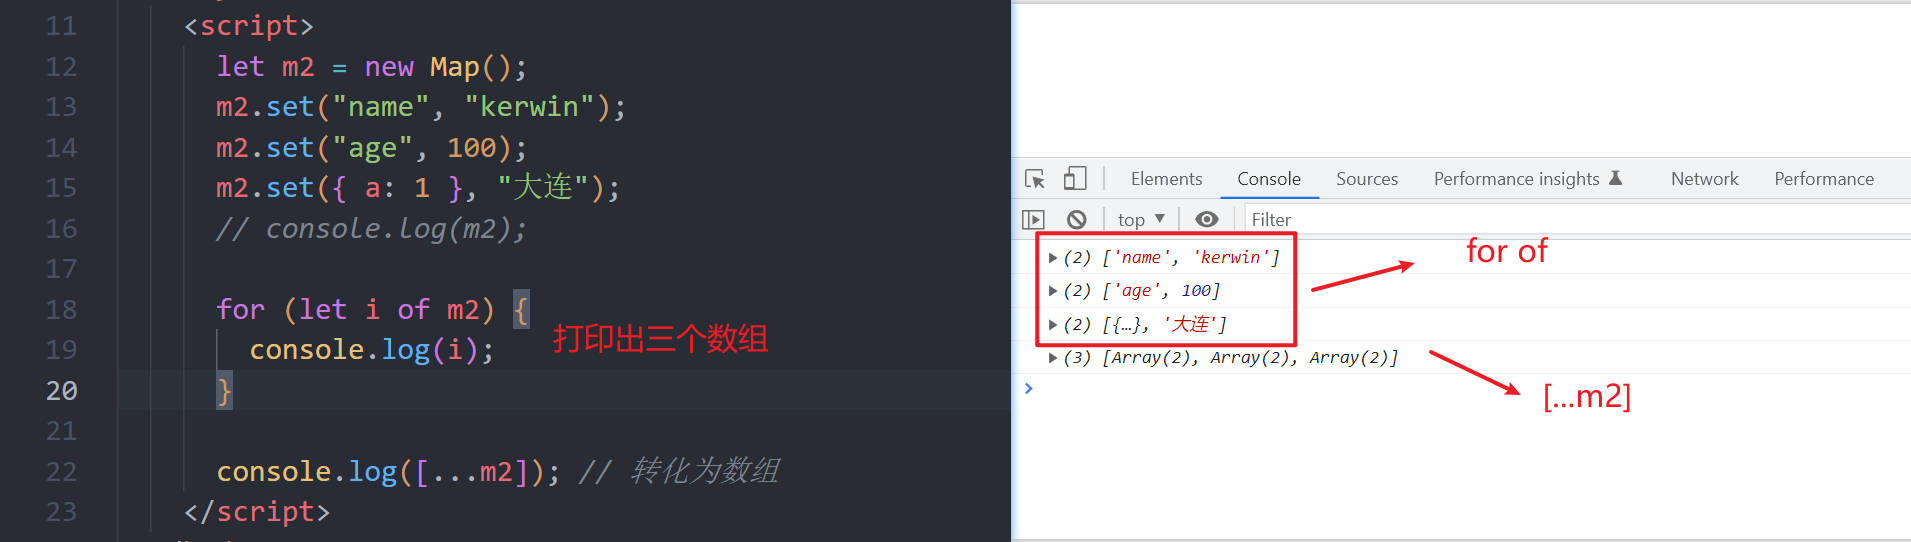 11 <script>
12 let m2 = new Map();
13 m2.set("name", "kerwin");
14 m2.set("age", 100);
15 m2.set({ a: 1 }, "大连");
16 // console.log(m2);
17
18 for (let i of m2) {
19 console.log(i);
打印出三个数组
20 }
21
22 console.log([...m2]); // 转化为数组
23 </script>
Elements Console Sources Performance insights Network Performance
top ▼ Filter
(2) ['name', 'kerwin']
for of
(2) ['age', 100]
(2) [{…}, '大连']
(3) [Array(2), Array(2), Array(2)]
[...m2]